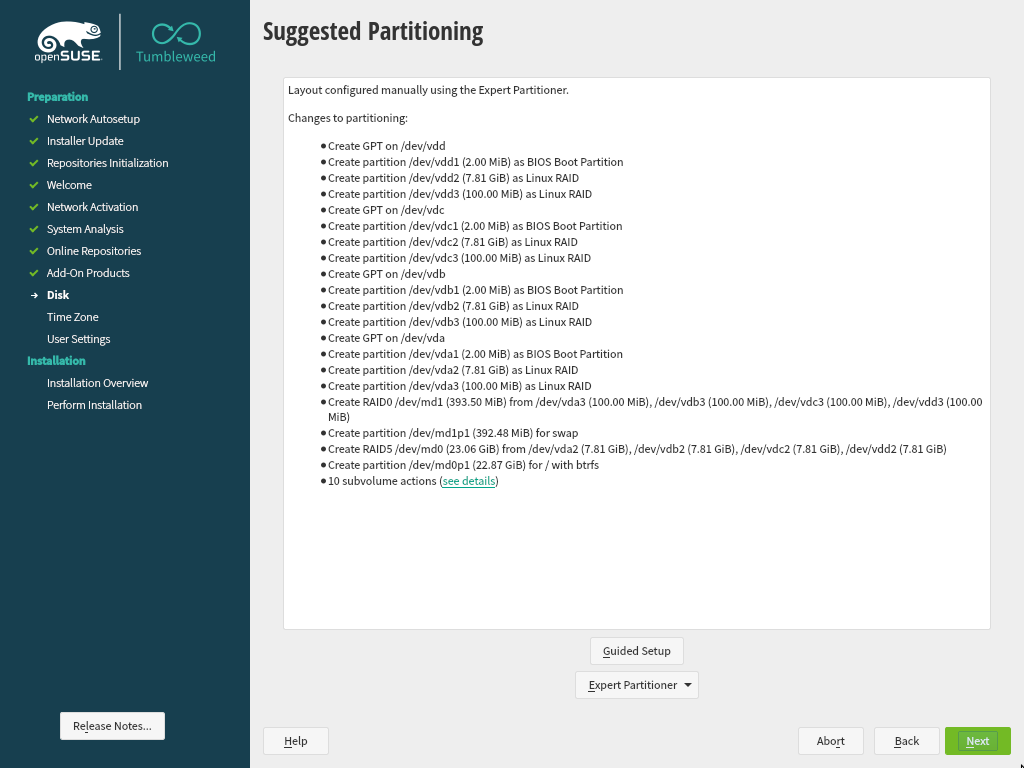 openSUSE
Tumbleweed
Preparation
Network Autosetup
Installer Update
Repositories Initialization
Welcome
Network Activation
System Analysis
Online Repositories
Add-On Products
Disk
Time Zone
User Settings
Installation
Installation Overview
Perform Installation
Release Notes...
Suggested Partitioning
Layout configured manually using the Expert Partitioner.
Changes to partitioning:
Create GPT on /dev/vdd
Create partition /dev/vdd1 (2.00 MiB) as BIOS Boot Partition
Create partition /dev/vdd2 (7.81 GiB) as Linux RAID
Create partition /dev/vdd3 (100.00 MiB) as Linux RAID
Create GPT on /dev/vdc
Create partition /dev/vdc1 (2.00 MiB) as BIOS Boot Partition
Create partition /dev/vdc2 (7.81 GiB) as Linux RAID
Create partition /dev/vdc3 (100.00 MiB) as Linux RAID
Create GPT on /dev/vdb
Create partition /dev/vdb1 (2.00 MiB) as BIOS Boot Partition
Create partition /dev/vdb2 (7.81 GiB) as Linux RAID
Create partition /dev/vdb3 (100.00 MiB) as Linux RAID
Create GPT on /dev/vda
Create partition /dev/vda1 (2.00 MiB) as BIOS Boot Partition
Create partition /dev/vda2 (7.81 GiB) as Linux RAID
Create partition /dev/vda3 (100.00 MiB) as Linux RAID
Create RAID0 /dev/md1 (393.50 MiB) from /dev/vda3 (100.00 MiB), /dev/vdb3 (100.00 MiB), /dev/vdc3 (100.00 MiB), /dev/vdd3 (100.00
MiB)
Create partition /dev/md1p1 (392.48 MiB) for swap
Create RAID5 /dev/md0 (23.06 GiB) from /dev/vda2 (7.81 GiB), /dev/vdb2 (7.81 GiB), /dev/vdc2 (7.81 GiB), /dev/vdd2 (7.81 GiB)
Create partition /dev/md0p1 (22.87 GiB) for / with btrfs
10 subvolume actions (see details)
Guided Setup
Expert Partitioner
Help
Abort
Back
Next